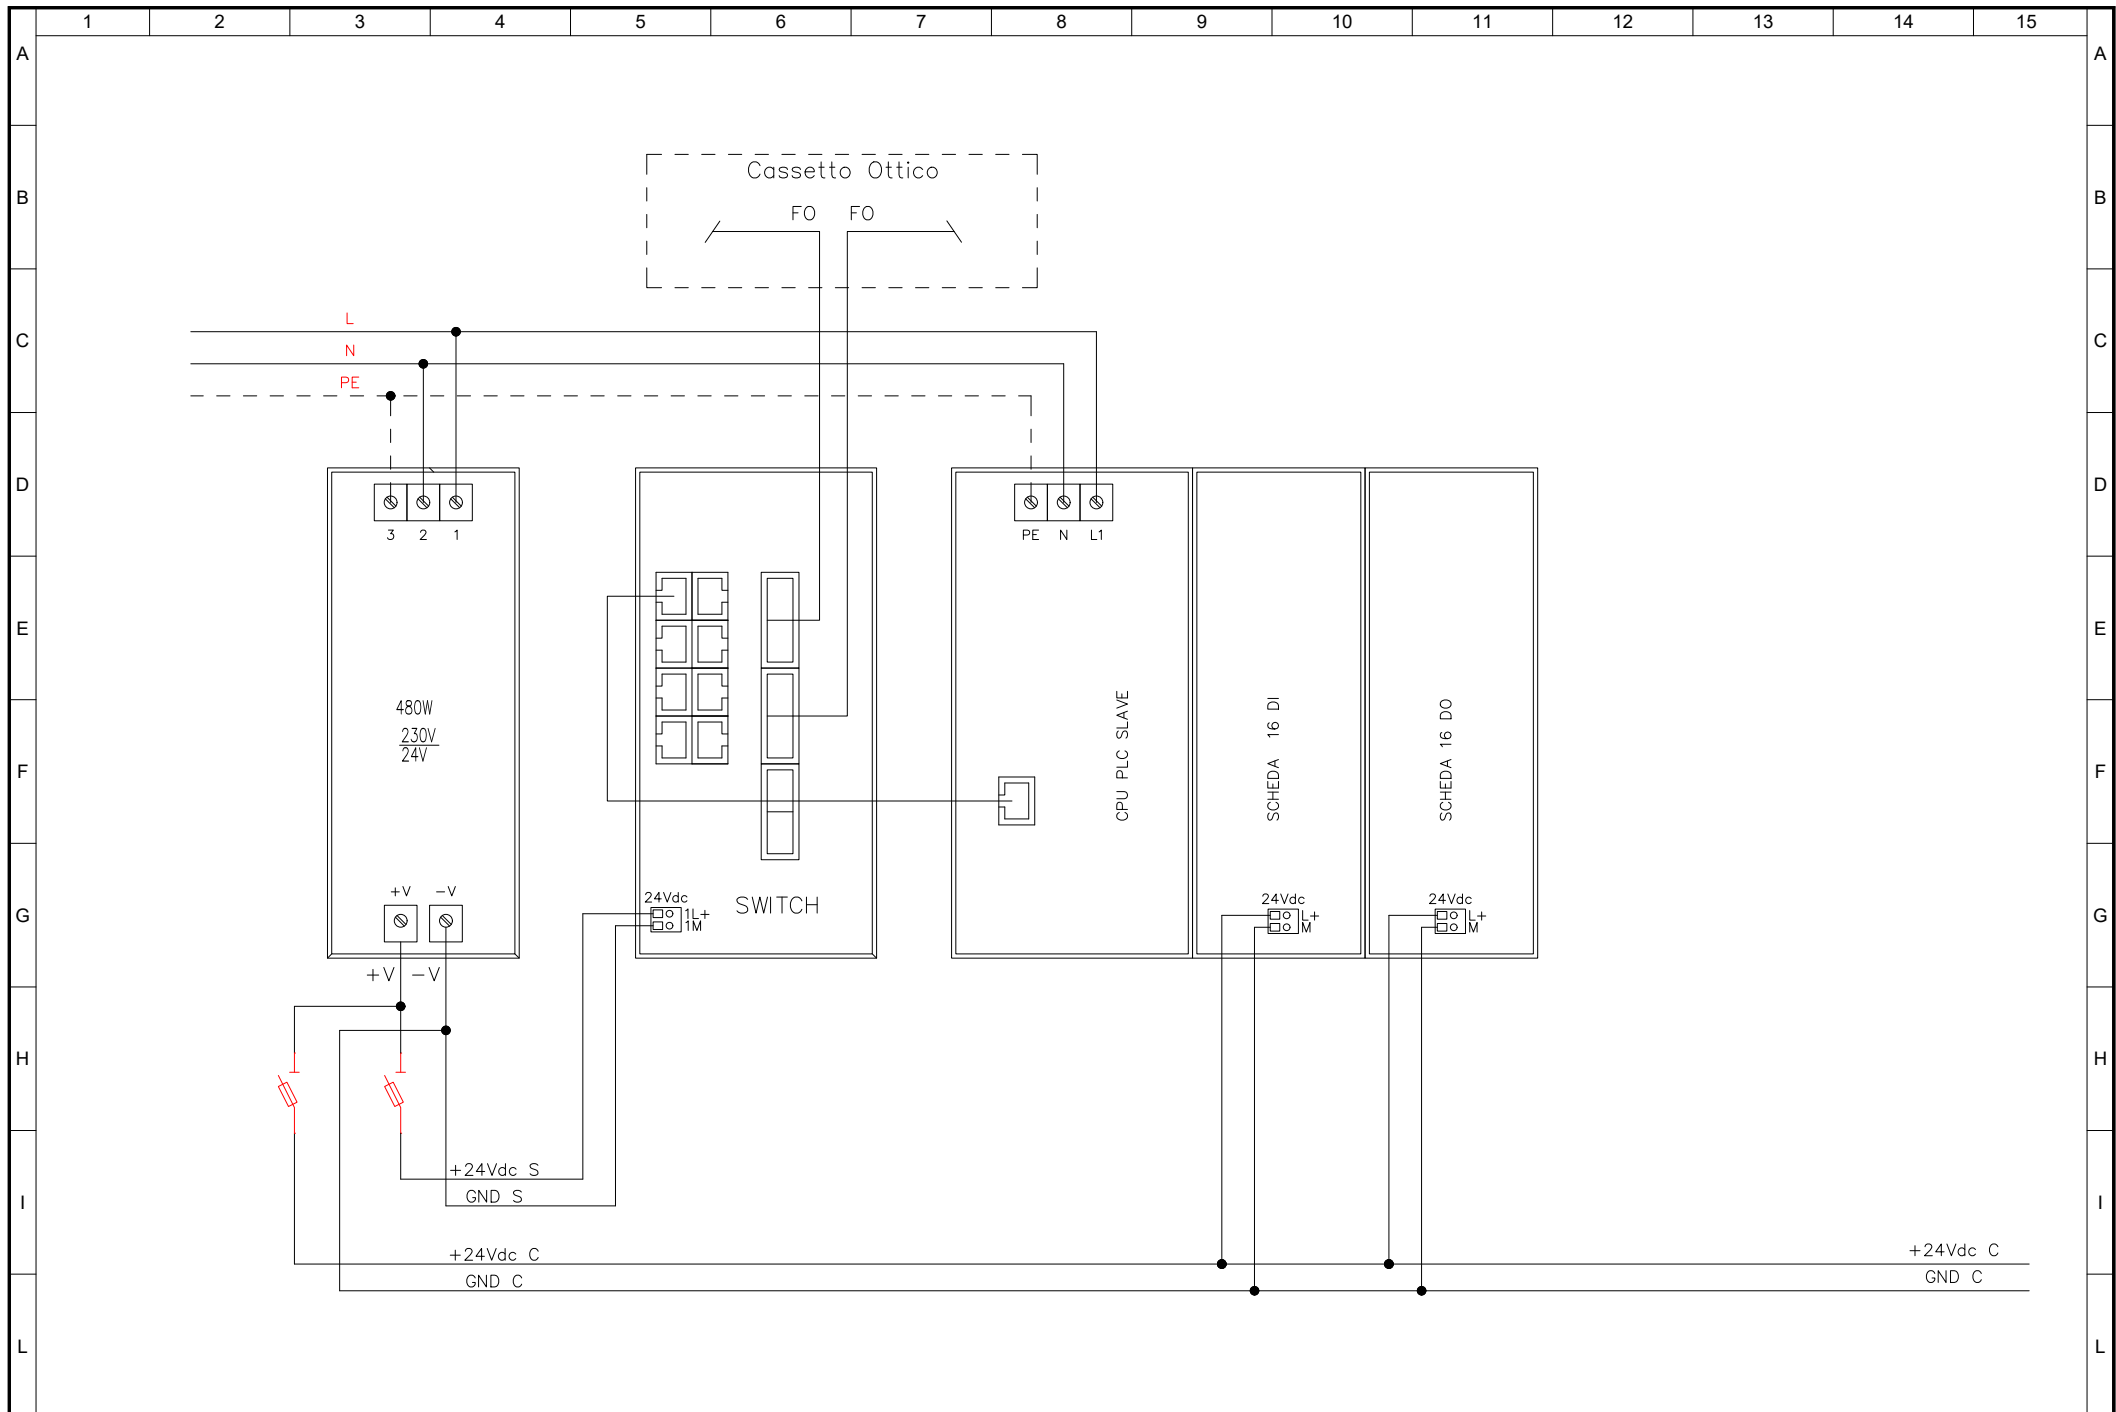 1 2 3 4 5 6 7 8 9 10 11 12 13 14 15
A A
B B
Cassetto Ottico
FO FO
L
C C
N
PE
D D
3 2 1 PE N L1
E E
480W
230V
24V
CPU PLC SLAVE
SCHEDA 16 DI
SCHEDA 16 DO
F F
+V -V
24Vdc
1L+
1M
SWITCH
24Vdc
L+
M
24Vdc
L+
M
G G
+V -V
H H
+24Vdc S
GND S
I I
+24Vdc C +24Vdc C
GND C GND C
L L